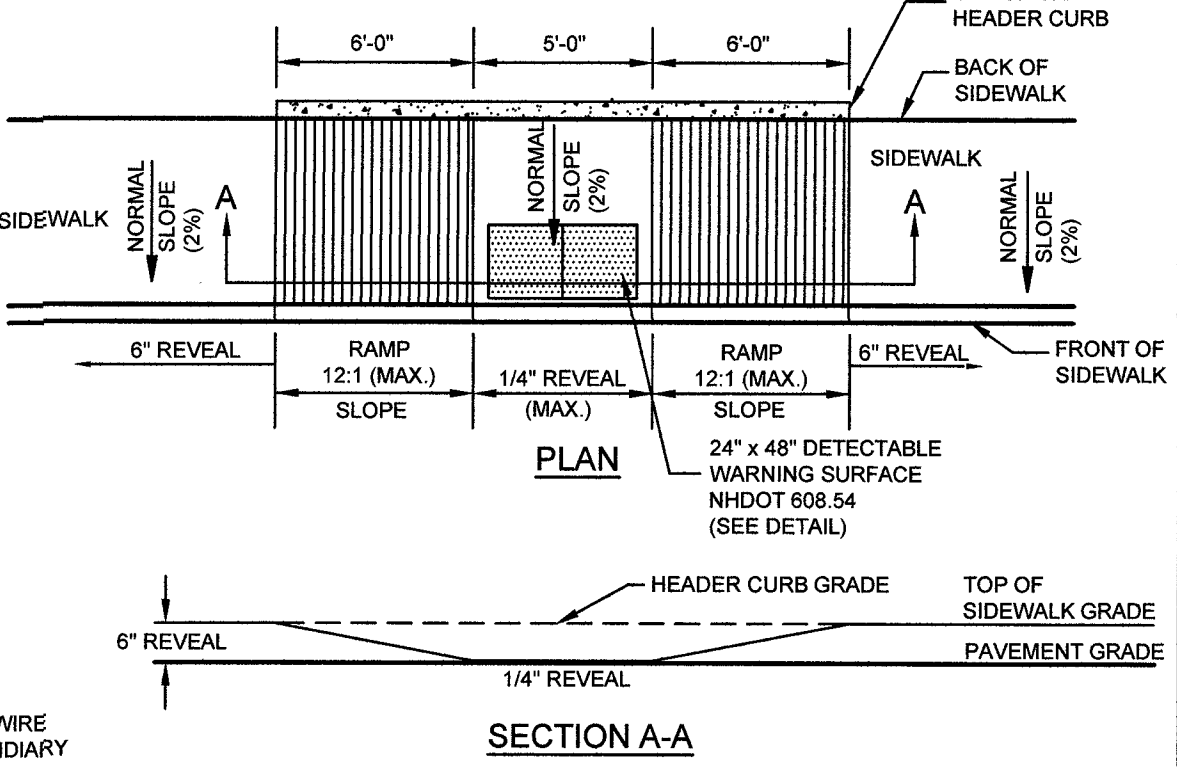 HEADER CURB
6'-0"
5'-0"
6'-0"
BACK OF
SIDEWALK
NORMAL
SLOPE
(2%)
SIDEWALK
SIDEWALK
NORMAL
SLOPE
(2%)
A
A
NORMAL
SLOPE
(2%)
6" REVEAL
RAMP
12:1 (MAX.)
SLOPE
1/4" REVEAL
(MAX.)
RAMP
12:1 (MAX.)
SLOPE
6" REVEAL
FRONT OF
SIDEWALK
PLAN
24" x 48" DETECTABLE
WARNING SURFACE
NHDOT 608.54
(SEE DETAIL)
HEADER CURB GRADE
TOP OF
SIDEWALK GRADE
6" REVEAL
PAVEMENT GRADE
1/4" REVEAL
WIRE
NDIARY
SECTION A-A